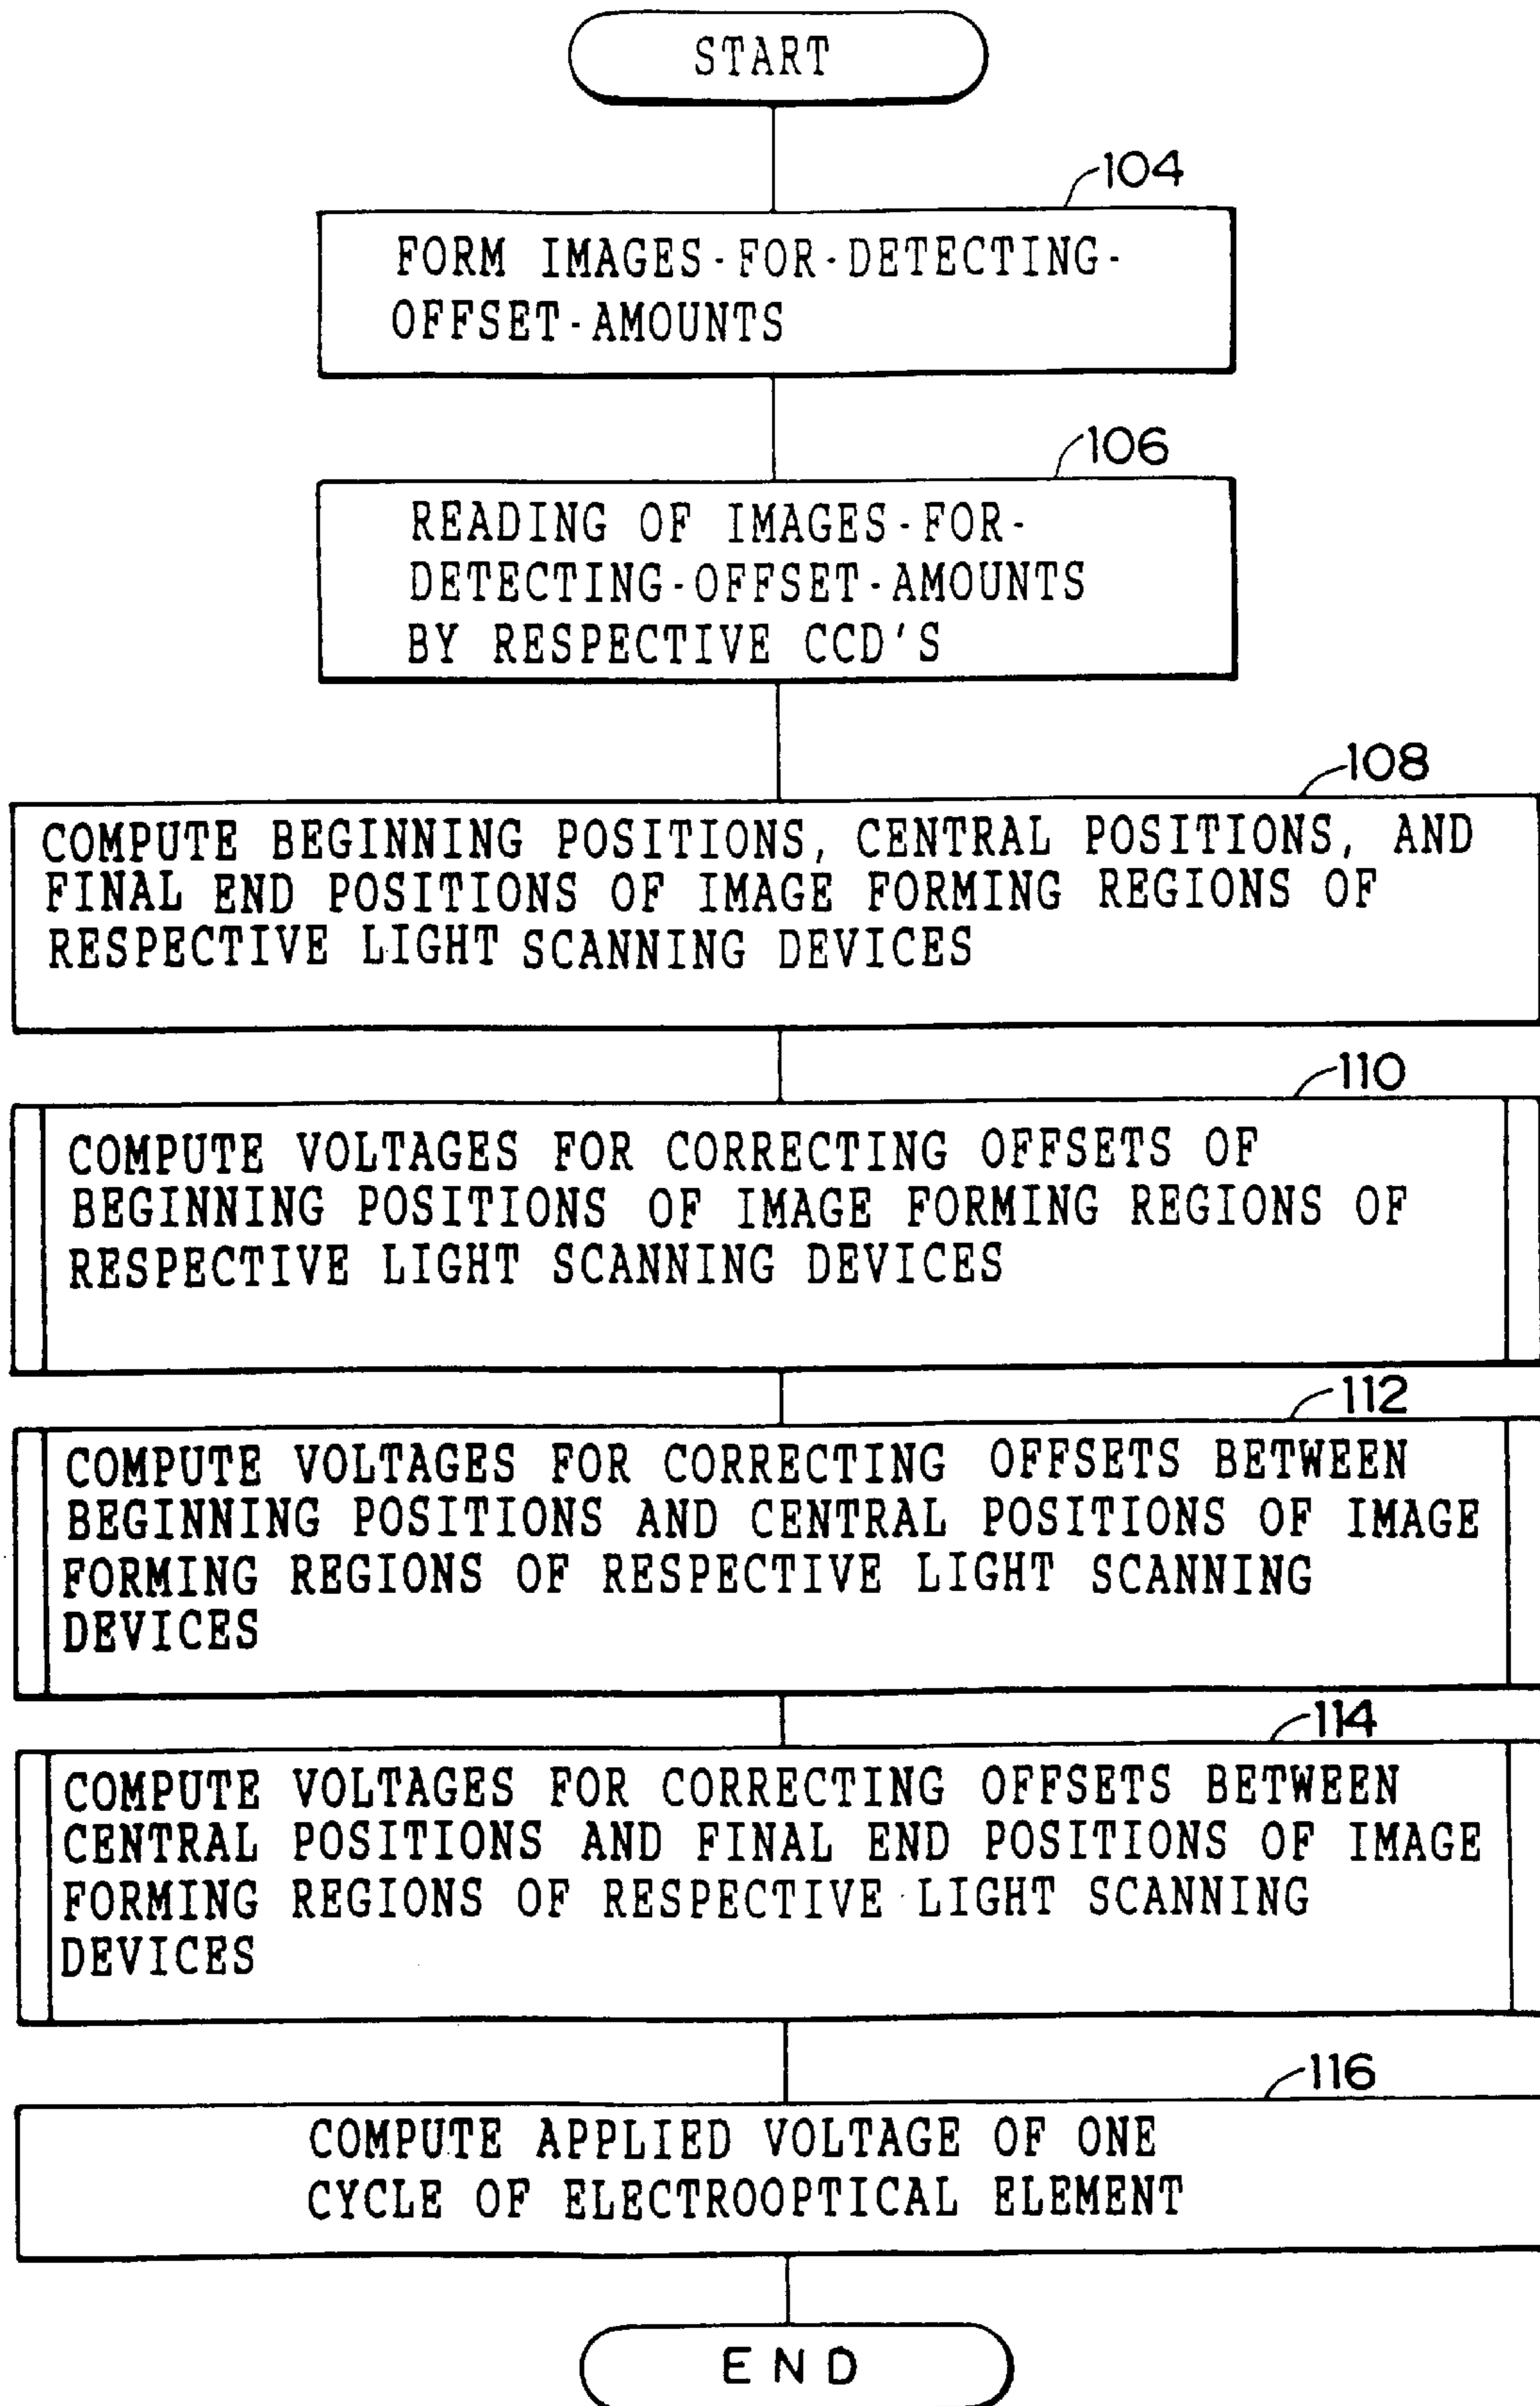 START
104
FORM IMAGES-FOR-DETECTING-
OFFSET-AMOUNTS
106
READING OF IMAGES-FOR-
DETECTING-OFFSET-AMOUNTS
BY RESPECTIVE CCD'S
108
COMPUTE BEGINNING POSITIONS, CENTRAL POSITIONS, AND
FINAL END POSITIONS OF IMAGE FORMING REGIONS OF
RESPECTIVE LIGHT SCANNING DEVICES
110
COMPUTE VOLTAGES FOR CORRECTING OFFSETS OF
BEGINNING POSITIONS OF IMAGE FORMING REGIONS OF
RESPECTIVE LIGHT SCANNING DEVICES
112
COMPUTE VOLTAGES FOR CORRECTING OFFSETS BETWEEN
BEGINNING POSITIONS AND CENTRAL POSITIONS OF IMAGE
FORMING REGIONS OF RESPECTIVE LIGHT SCANNING
DEVICES
114
COMPUTE VOLTAGES FOR CORRECTING OFFSETS BETWEEN
CENTRAL POSITIONS AND FINAL END POSITIONS OF IMAGE
FORMING REGIONS OF RESPECTIVE LIGHT SCANNING
DEVICES
116
COMPUTE APPLIED VOLTAGE OF ONE
CYCLE OF ELECTROOPTICAL ELEMENT
END